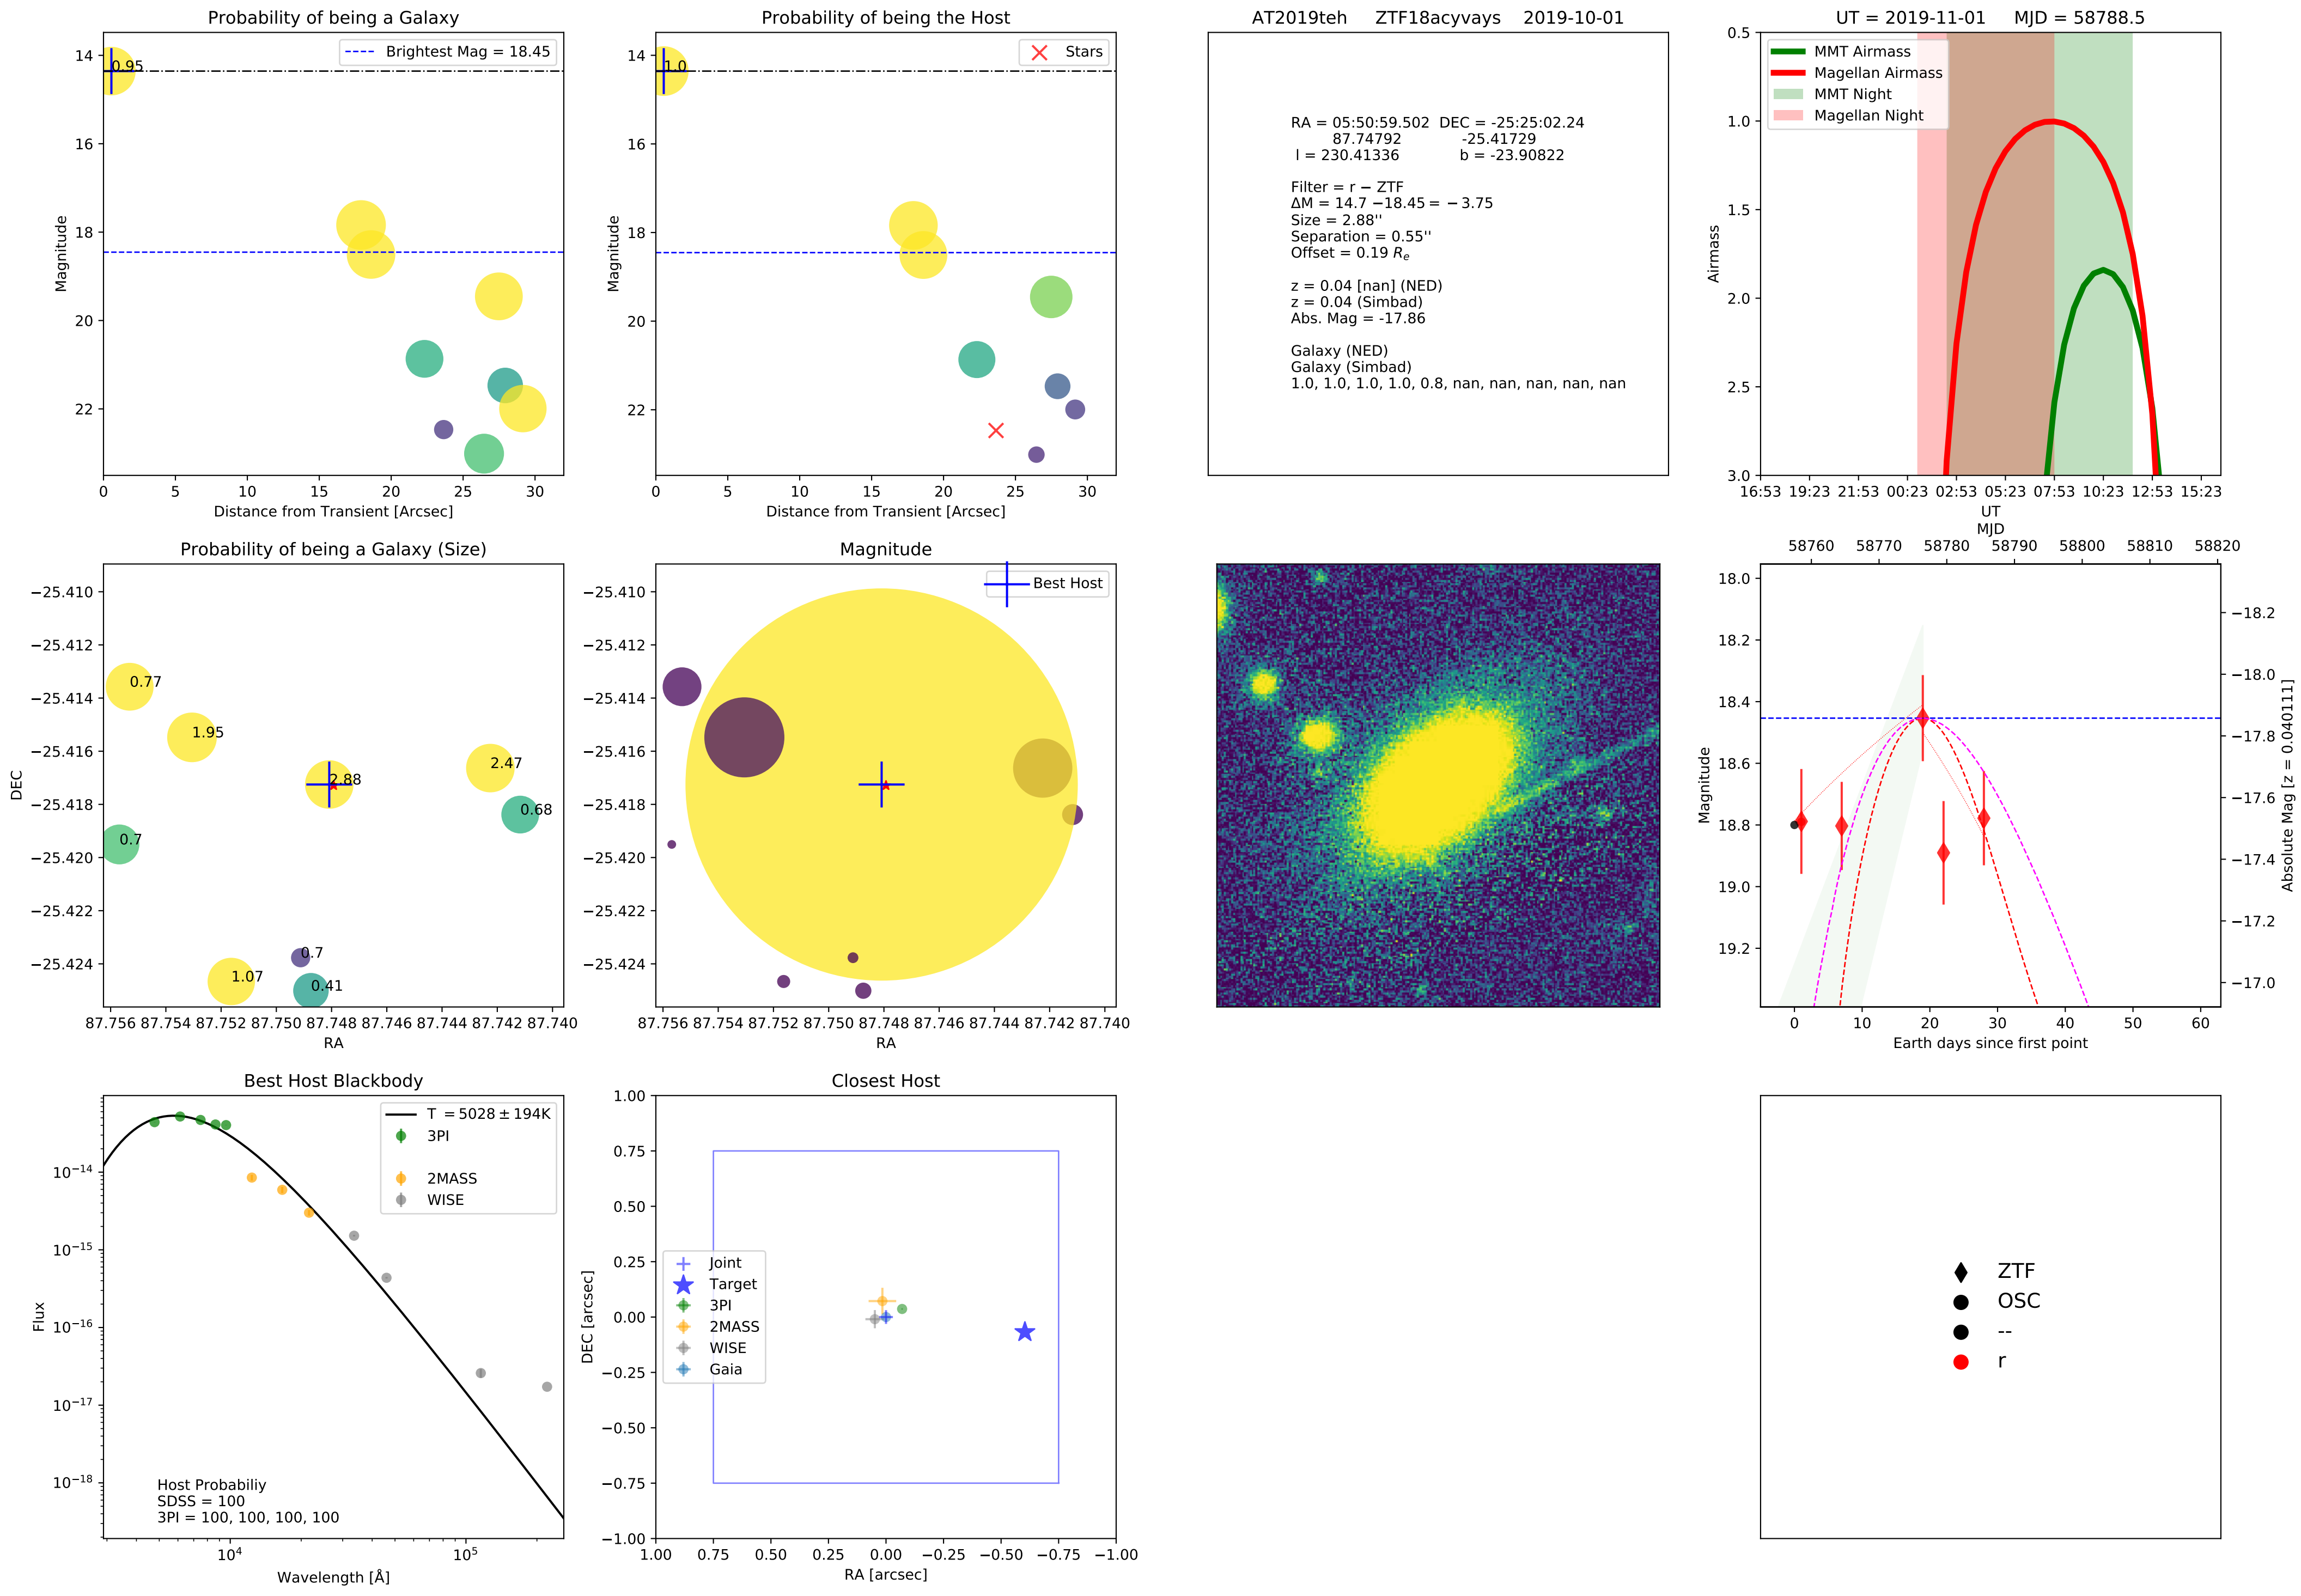 Probability of being a Galaxy
Brightest Mag = 18.45
0.95
14
16
18
20
22
Magnitude
0 5 10 15 20 25 30
Distance from Transient [Arcsec]
Probability of being the Host
Stars
1.0
14
16
18
20
22
Magnitude
0 5 10 15 20 25 30
Distance from Transient [Arcsec]
AT2019teh ZTF18acyvays 2019-10-01
RA = 05:50:59.502 DEC = -25:25:02.24
87.74792 -25.41729
l = 230.41336 b = -23.90822
Filter = r − ZTF
ΔM = 14.7 −18.45 = −3.75
Size = 2.88''
Separation = 0.55''
Offset = 0.19 Re
z = 0.04 [nan] (NED)
z = 0.04 (Simbad)
Abs. Mag = -17.86
Galaxy (NED)
Galaxy (Simbad)
1.0, 1.0, 1.0, 1.0, 0.8, nan, nan, nan, nan, nan
UT = 2019-11-01 MJD = 58788.5
MMT Airmass
Magellan Airmass
MMT Night
Magellan Night
0.5
1.0
1.5
2.0
2.5
3.0
Airmass
16:53 19:23 21:53 00:23 02:53 05:23 07:53 10:23 12:53 15:23
UT
Probability of being a Galaxy (Size)
−25.410
−25.412
−25.414
−25.416
−25.418
−25.420
−25.422
−25.424
DEC
0.77
1.95
2.88
2.47
0.68
0.7
0.7
1.07
0.41
87.756 87.754 87.752 87.750 87.748 87.746 87.744 87.742 87.740
RA
Magnitude
Best Host
−25.410
−25.412
−25.414
−25.416
−25.418
−25.420
−25.422
−25.424
87.756 87.754 87.752 87.750 87.748 87.746 87.744 87.742 87.740
RA
MJD
58760 58770 58780 58790 58800 58810 58820
18.0
18.2
18.4
18.6
18.8
19.0
19.2
Magnitude
−18.2
−18.0
−17.8
−17.6
−17.4
−17.2
−17.0
Absolute Mag [z = 0.040111]
0 10 20 30 40 50 60
Earth days since first point
Best Host Blackbody
T = 5028 ± 194K
3PI
2MASS
WISE
10−14
10−15
10−16
10−17
10−18
Flux
Host Probabiliy
SDSS = 100
3PI = 100, 100, 100, 100
104 105
Wavelength [Å]
Closest Host
1.00
0.75
0.50
0.25
0.00
−0.25
−0.50
−0.75
−1.00
DEC [arcsec]
Joint
Target
3PI
2MASS
WISE
Gaia
1.00 0.75 0.50 0.25 0.00 −0.25 −0.50 −0.75 −1.00
RA [arcsec]
ZTF
OSC
--
r